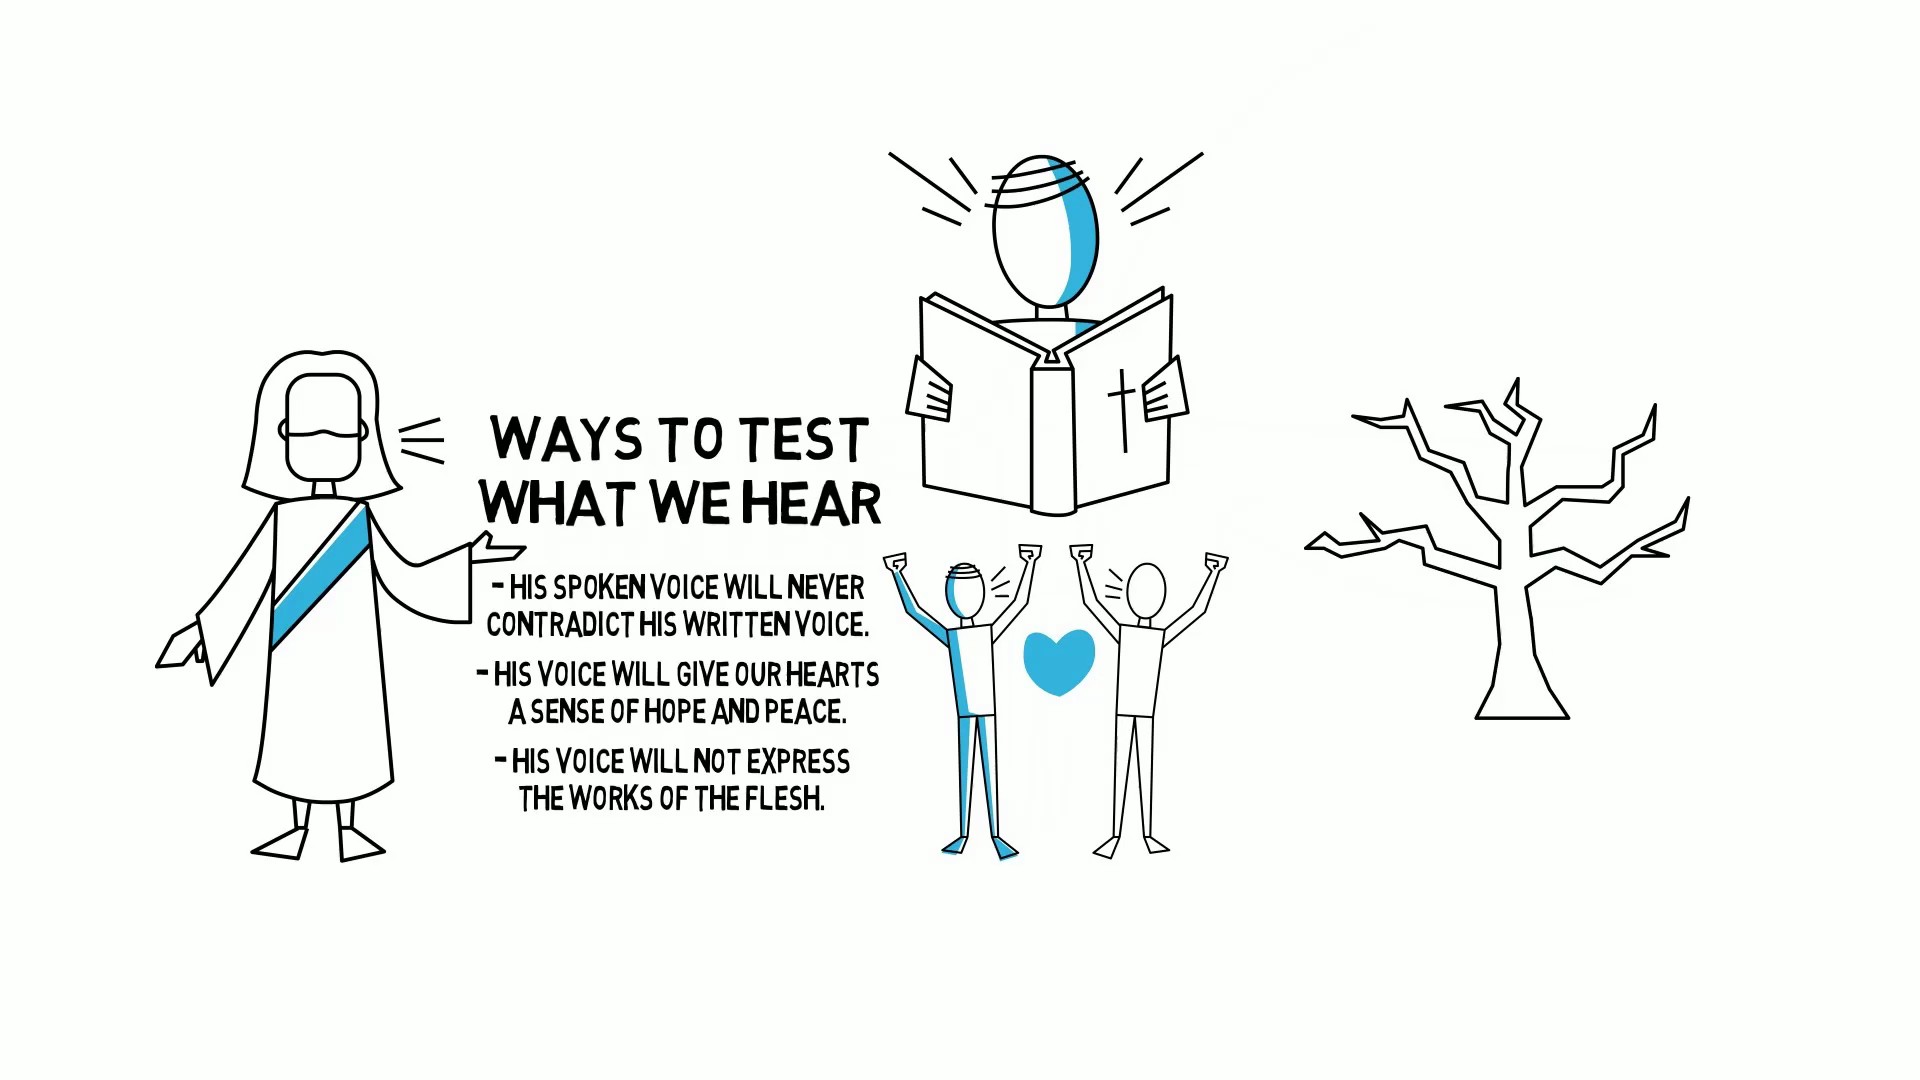 WAYS TO TEST
WHAT WE HEAR
- HIS SPOKEN VOICE WILL NEVER
CONTRADICT HIS WRITTEN VOICE.
- HIS VOICE WILL GIVE OUR HEARTS
A SENSE OF HOPE AND PEACE.
- HIS VOICE WILL NOT EXPRESS
THE WORKS OF THE FLESH.